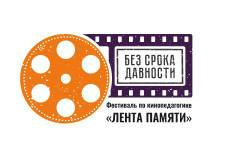 БЕЗ СРОКА
ДАВНОСТИ
Фестиваль по кинопедагогике
«ЛЕНТА ПАМЯТИ»